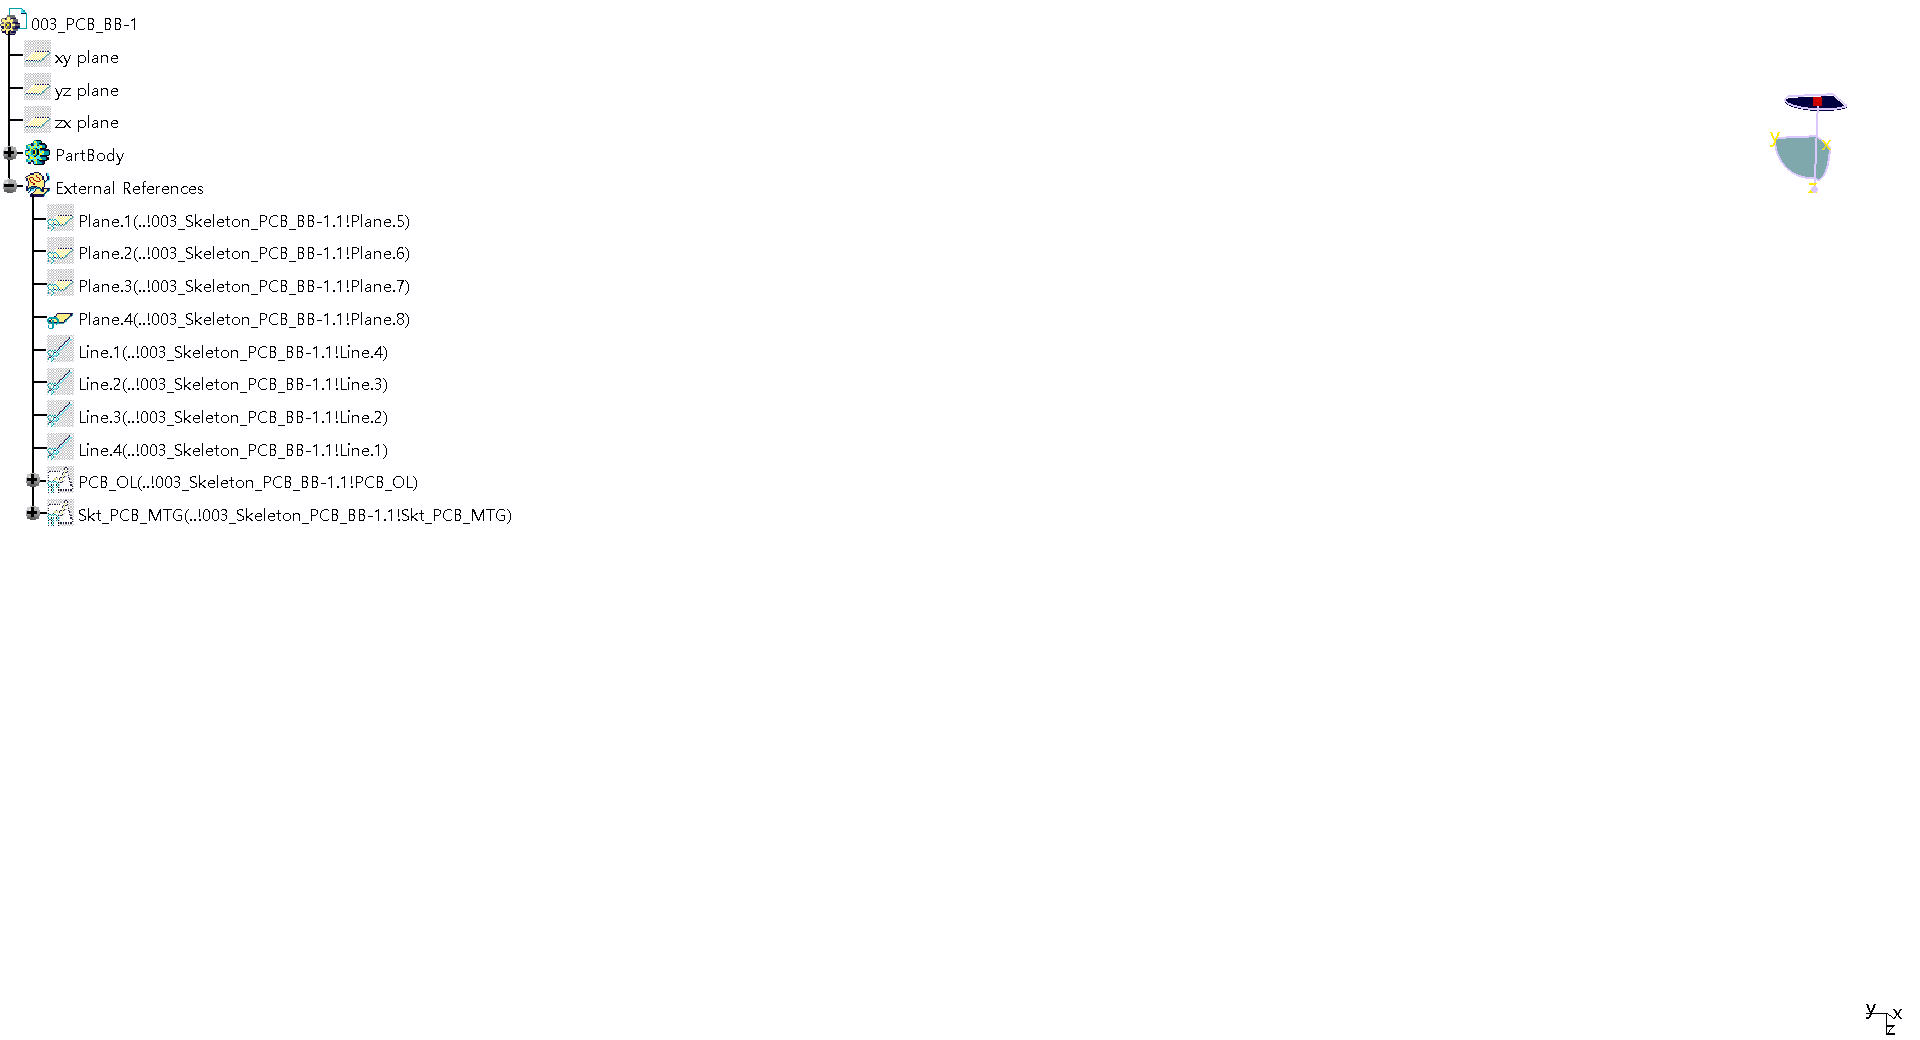 003_PCB_BB-1
xy plane
yz plane
zx plane
PartBody
External References
Plane.1(..!003_Skeleton_PCB_BB-1.1!Plane.5)
Plane.2(..!003_Skeleton_PCB_BB-1.1!Plane.6)
Plane.3(..!003_Skeleton_PCB_BB-1.1!Plane.7)
Plane.4(..!003_Skeleton_PCB_BB-1.1!Plane.8)
Line.1(..!003_Skeleton_PCB_BB-1.1!Line.4)
Line.2(..!003_Skeleton_PCB_BB-1.1!Line.3)
Line.3(..!003_Skeleton_PCB_BB-1.1!Line.2)
Line.4(..!003_Skeleton_PCB_BB-1.1!Line.1)
PCB_OL(..!003_Skeleton_PCB_BB-1.1!PCB_OL)
Skt_PCB_MTG(..!003_Skeleton_PCB_BB-1.1!Skt_PCB_MTG)
y x
z
y x
z